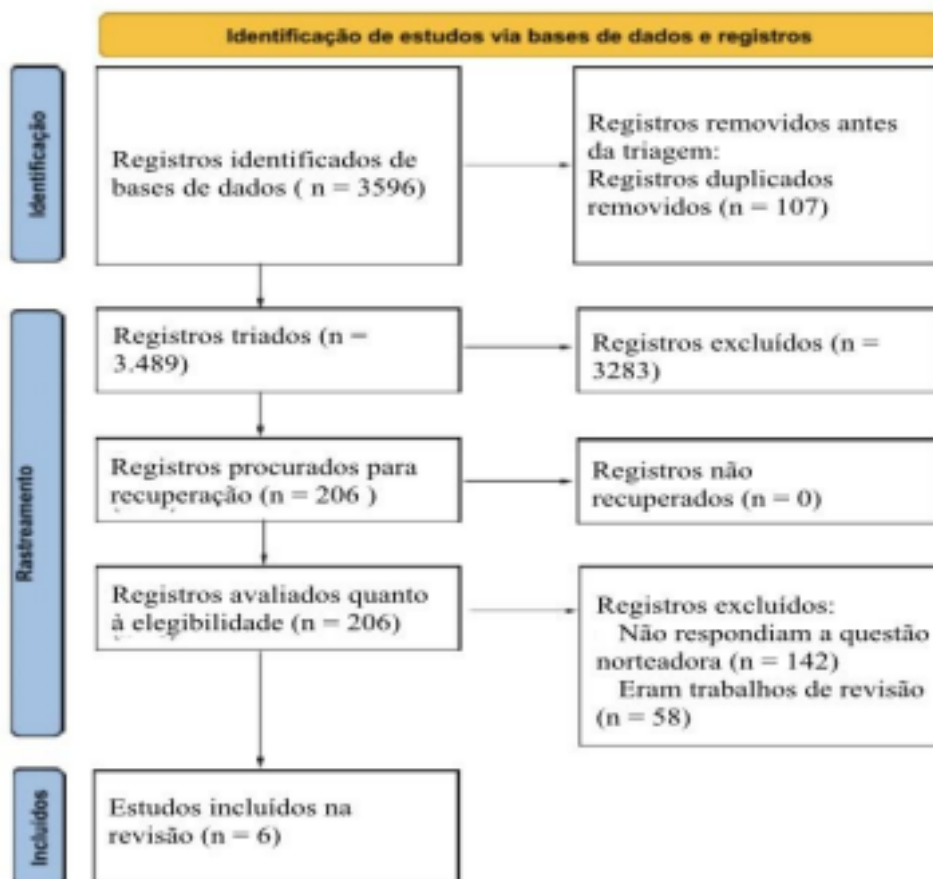 Identificação de estudos via bases de dados e registros
Identificação
Registros identificados de
bases de dados ( n = 3596)
Registros removidos antes
da triagem:
Registros duplicados
removidos (n = 107)
Rastreamento
Registros triados (n =
3.489)
Registros excluídos (n =
3283)
Registros procurados para
recuperação (n = 206 )
Registros não
recuperados (n = 0)
Registros avaliados quanto
à elegibilidade (n = 206)
Registros excluídos:
Não respondiam a questão
norteadora (n = 142)
Eram trabalhos de revisão
(n = 58)
Incluídos
Estudos incluídos na
revisão (n = 6)